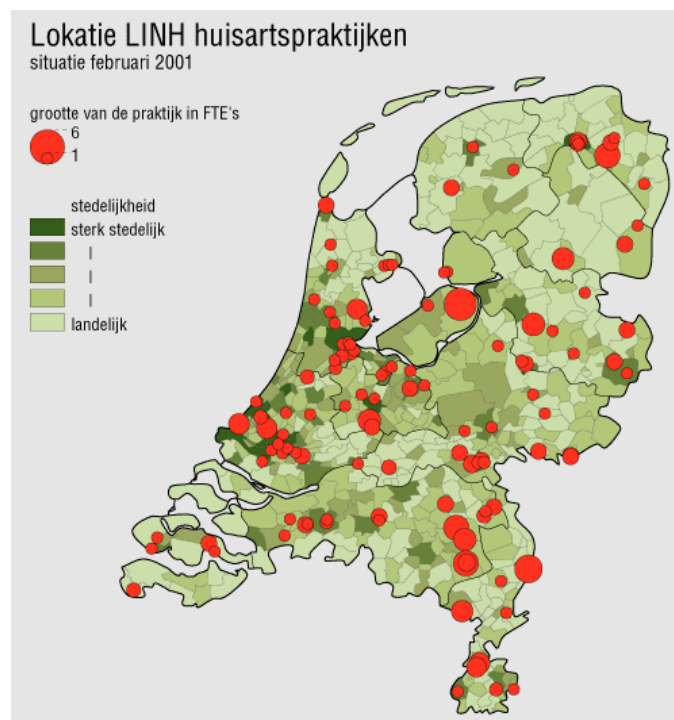 Lokatie LINH huisartspraktijken
situatie februari 2001
grootte van de praktijk in FTE's
6
1
stedelijkheid
sterk stedelijk
|
|
|
landelijk